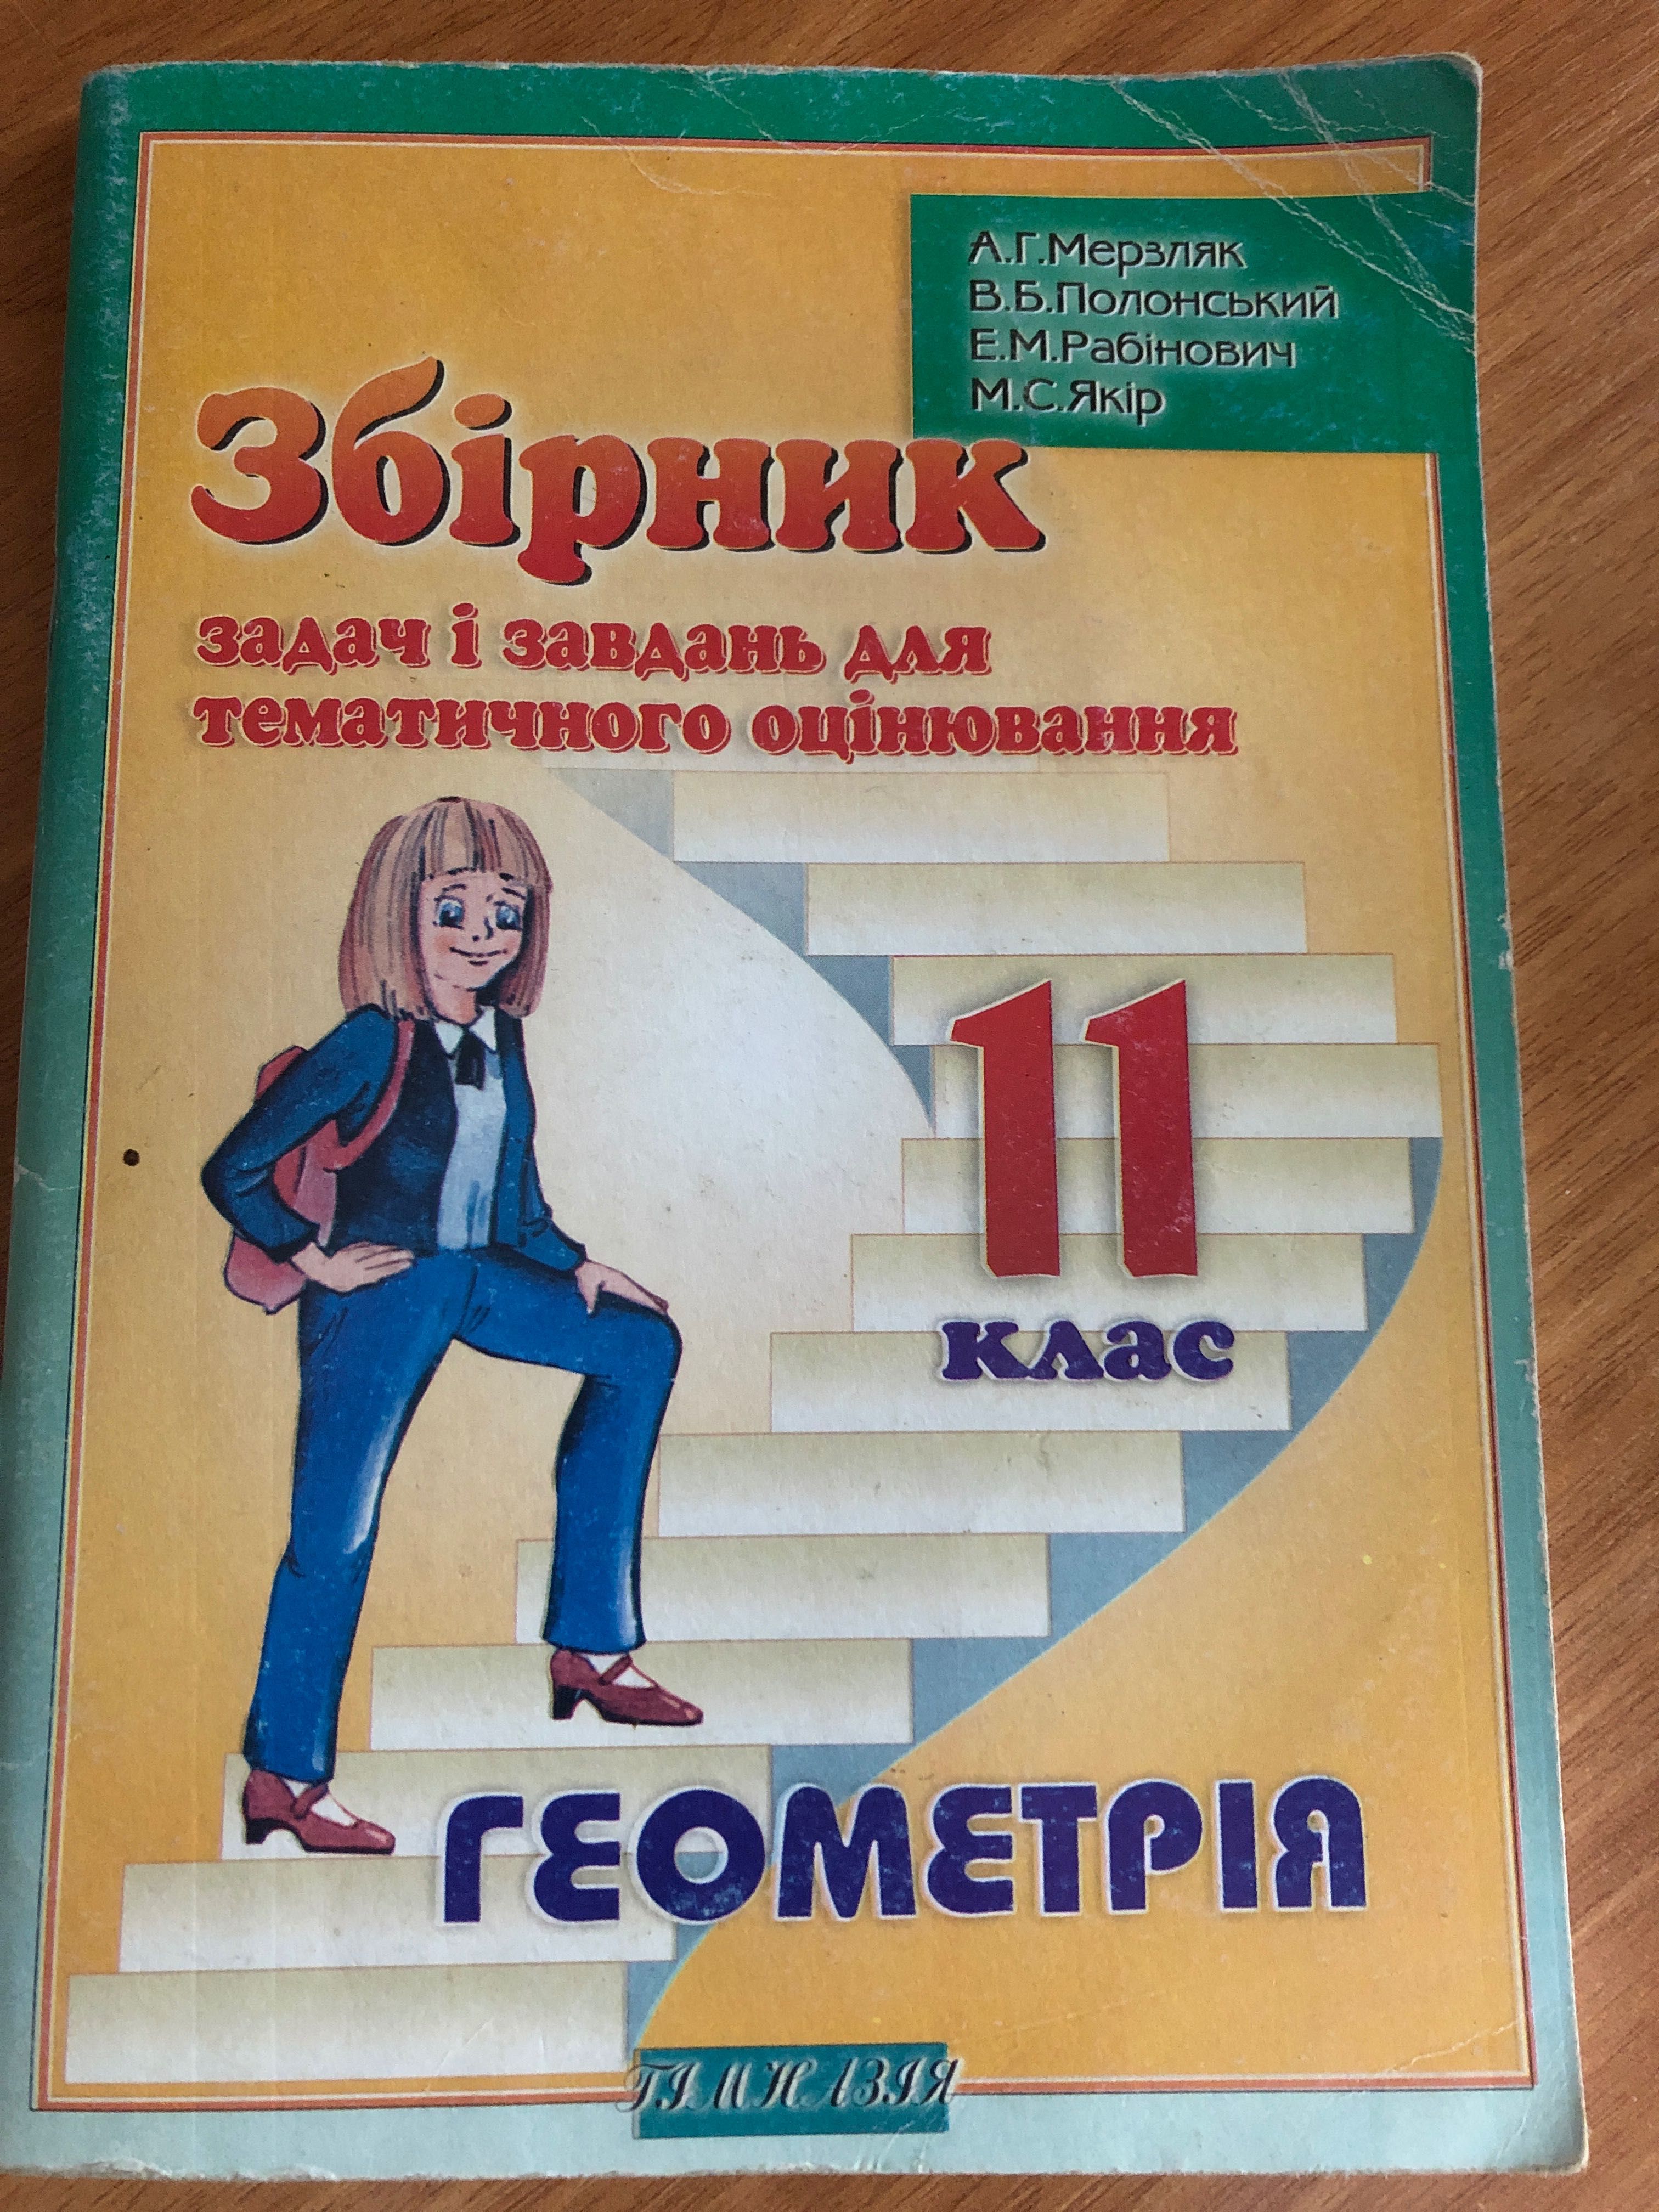 А.Г.Мерзляк
В.Б.Полонський
Е.М.Рабінович
М.С.Якір
Збірник
задач і завдань для
тематичного оцінювання
11
клас
ГЕОМЕТРІЯ
ГІМНАЗІЯ